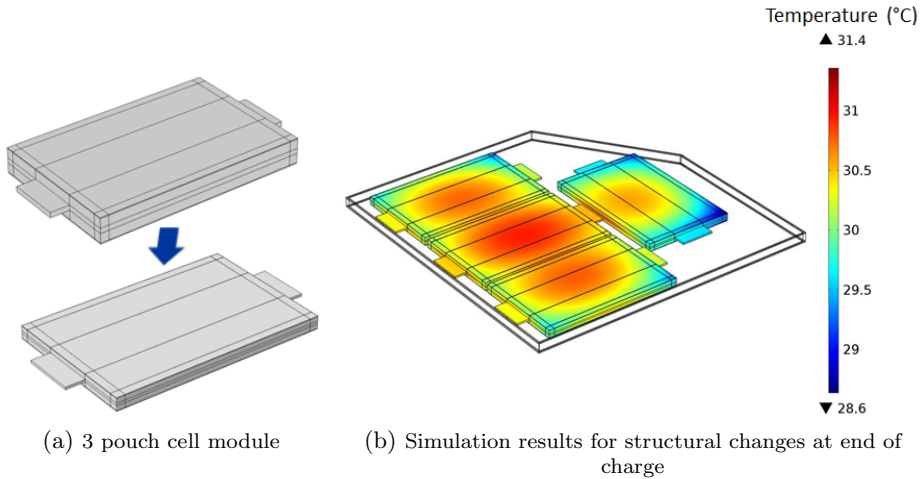 Temperature (°C)
▲ 31.4
31
30.5
30
29.5
29
▼ 28.6
(a) 3 pouch cell module
(b) Simulation results for structural changes at end of
charge